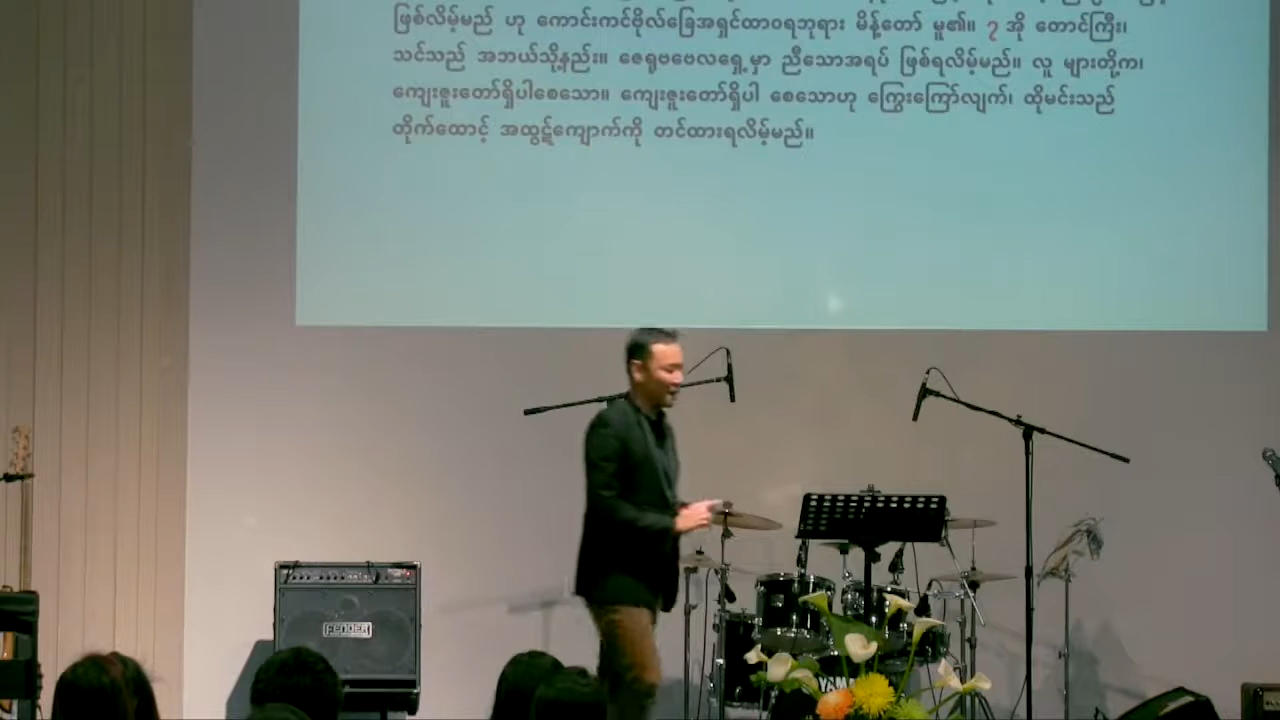 ဖြစ်လိမ့်မည် ဟု ကောင်းကင်ဗိုလ်ခြေအရှင်ထာဝရဘုရား မိန့်တော် မူ၏။ ၇ အို တောင်ကြီး၊
သင်သည် အဘယ်သို့နည်း။ ဇေရုဗဗေလရှေ့မှာ ညီသောအရပ် ဖြစ်ရလိမ့်မည်။ လူ များတို့က၊
ကျေးဇူးတော်ရှိပါစေသော။ ကျေးဇူးတော်ရှိပါ စေသောဟု ကြွေးကြော်လျက်၊ ထိုမင်းသည်
တိုက်ထောင့် အထွဋ်ကျောက်ကို တင်ထားရလိမ့်မည်။
FENDER